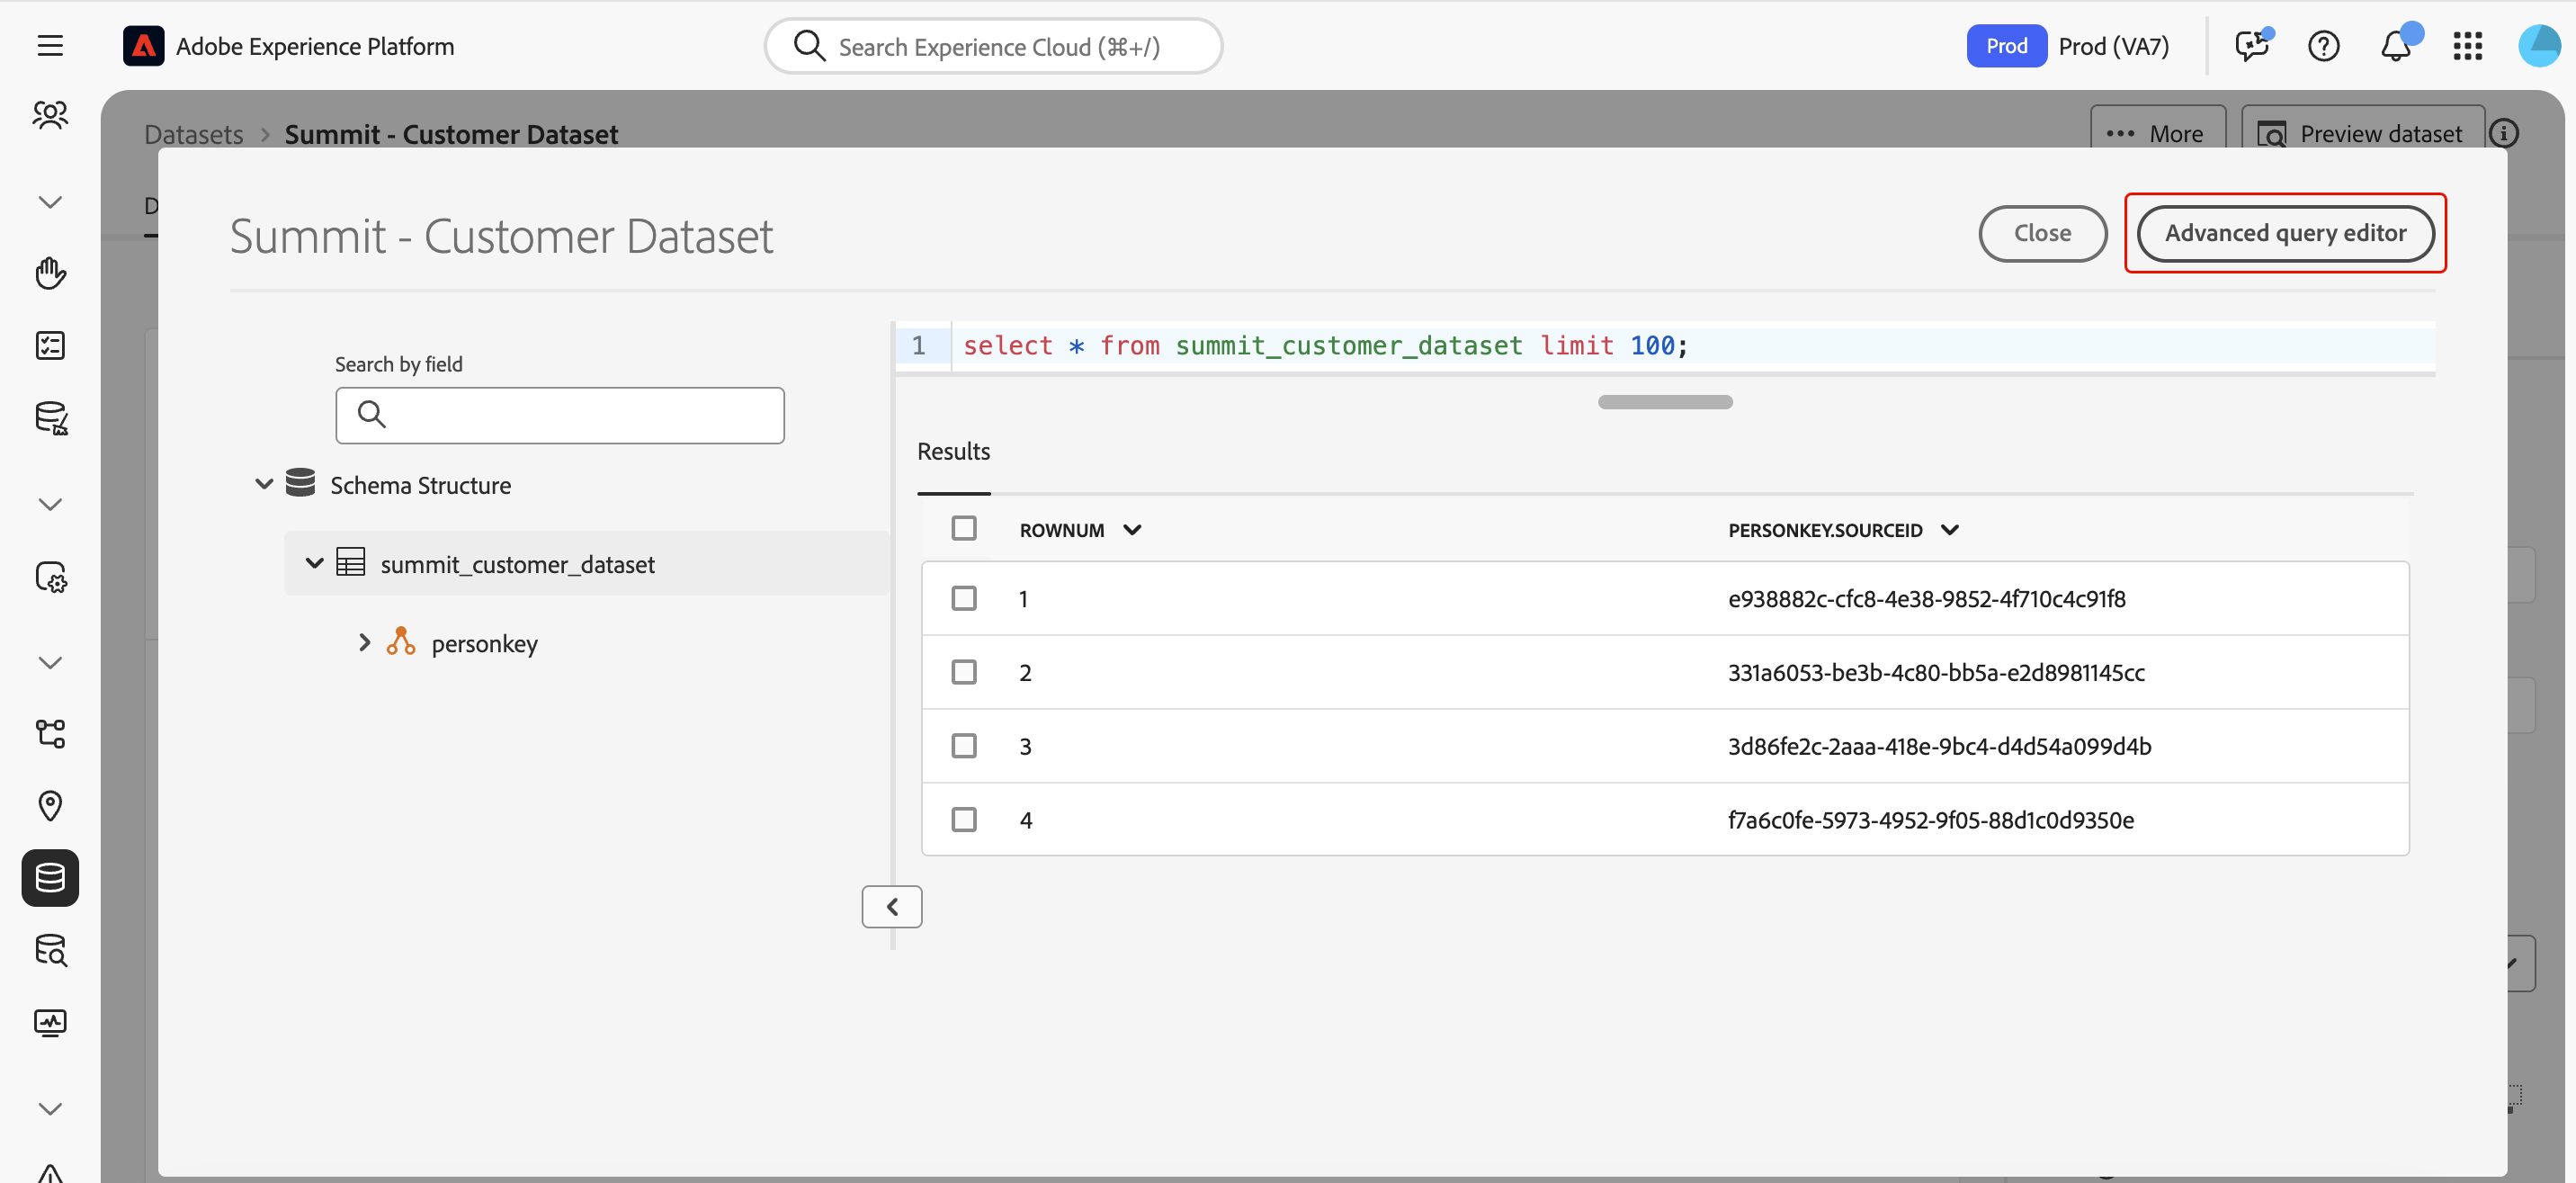 Adobe Experience Platform
Search Experience Cloud (⌘+/)
Prod
Prod (VA7)
Datasets
Summit - Customer Dataset
More
Preview dataset
Summit - Customer Dataset
Close
Advanced query editor
1 select * from summit_customer_dataset limit 100;
Search by field
Results
Schema Structure
summit_customer_dataset
personkey
ROWNUM
PERSONKEY.SOURCEID
1
e938882c-cfc8-4e38-9852-4f710c4c91f8
2
331a6053-be3b-4c80-bb5a-e2d8981145cc
3
3d86fe2c-2aaa-418e-9bc4-d4d54a099d4b
4
f7a6c0fe-5973-4952-9f05-88d1c0d9350e